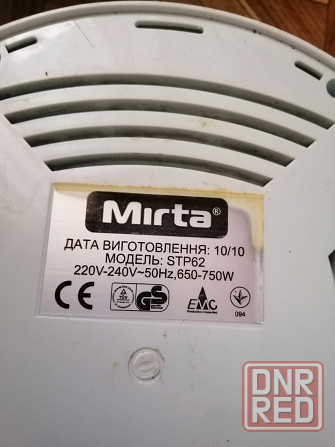 Mirta®
ДАТА ВИГОТОВЛЕННЯ: 10/10
МОДЕЛЬ: STP62
220V-240V~50Hz,650-750W
CE
GS
EMC
094
DNR
RED